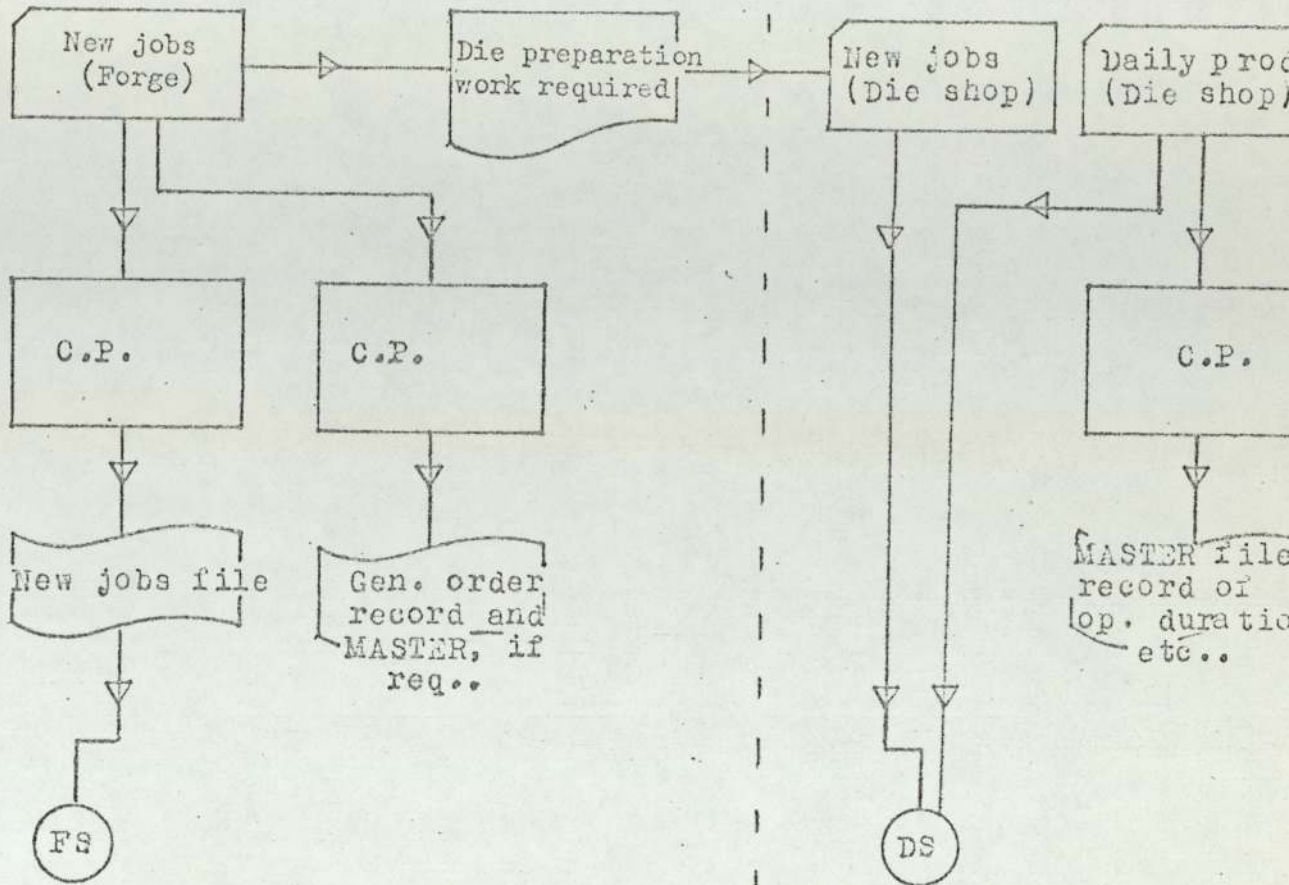 New jobs
(Forge)
Die preparation
work required
New jobs
(Die shop)
Daily prod
(Die shop)
C.P.
C.P.
C.P.
New jobs file
Gen. order
record and
MASTER, if
req..
MASTER file
record of
op. duratio
etc..
FS
DS